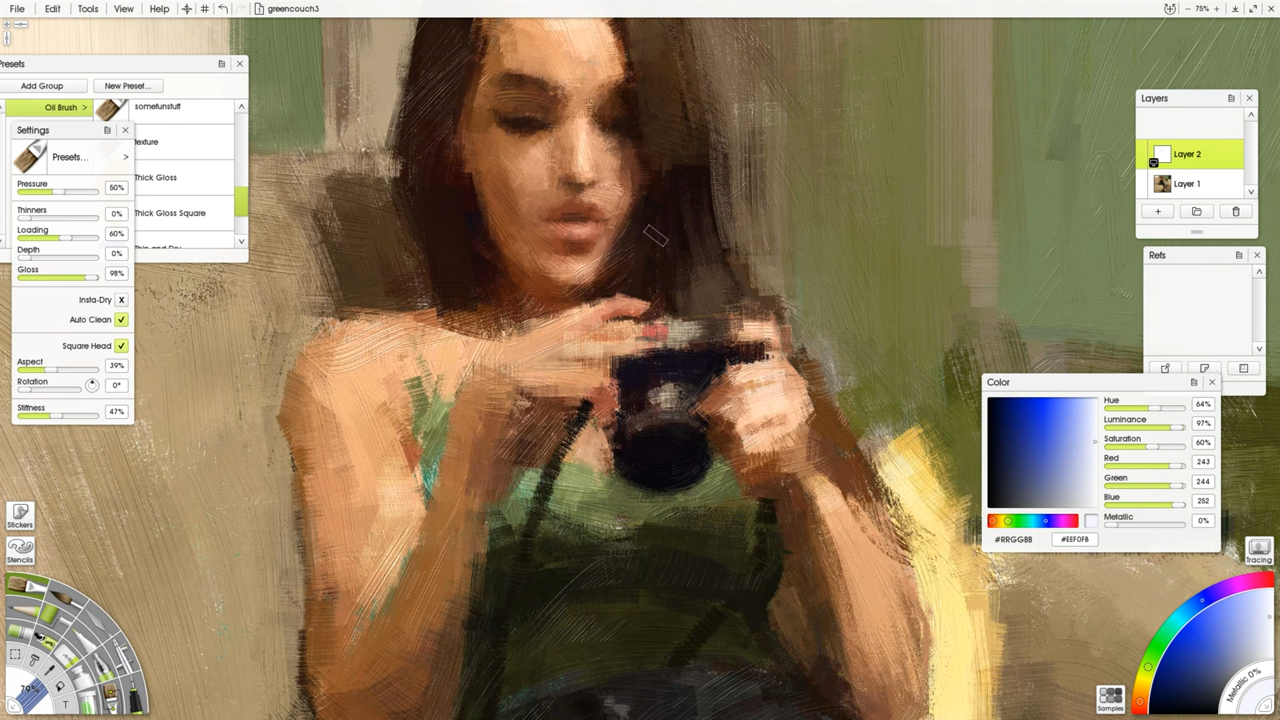 File Edit Tools View Help greencouch3 75%
Presets
Add Group New Preset...
Oil Brush > somefunstuff
Settings
texture
Presets... >
Thick Gloss
Pressure 50%
Thinners 0%
Thick Gloss Square
Loading 60%
Depth 0%
Gloss 98%
Insta-Dry X
Auto Clean
Square Head
Aspect 39%
Rotation 0°
Stiffness 47%
Stickers
Stencils
79%
T
Layers
Layer 2
Layer 1
Refs
Color
Hue 64%
Luminance 97%
Saturation 60%
Red 243
Green 244
Blue 252
Metallic 0%
#RRGGBB #EEF0FB
Tracing
Metallic 0%
Samples